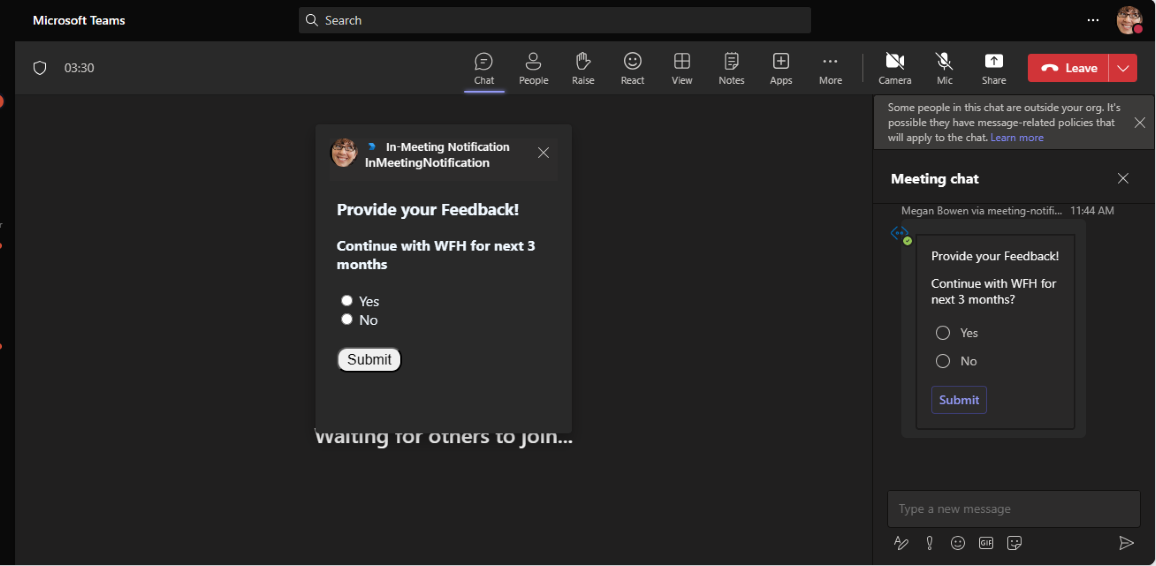 Microsoft Teams
Search
03:30
Chat
People
Raise
React
View
Notes
Apps
More
Camera
Mic
Share
Leave
In-Meeting Notification
InMeetingNotification
Provide your Feedback!
Continue with WFH for next 3
months
Yes
No
Submit
Waiting for others to join...
Some people in this chat are outside your org. It's
possible they have message-related policies that
will apply to the chat. Learn more
Meeting chat
Megan Bowen via meeting-notifi... 11:44 AM
Provide your Feedback!
Continue with WFH for
next 3 months?
Yes
No
Submit
Type a new message
GIF